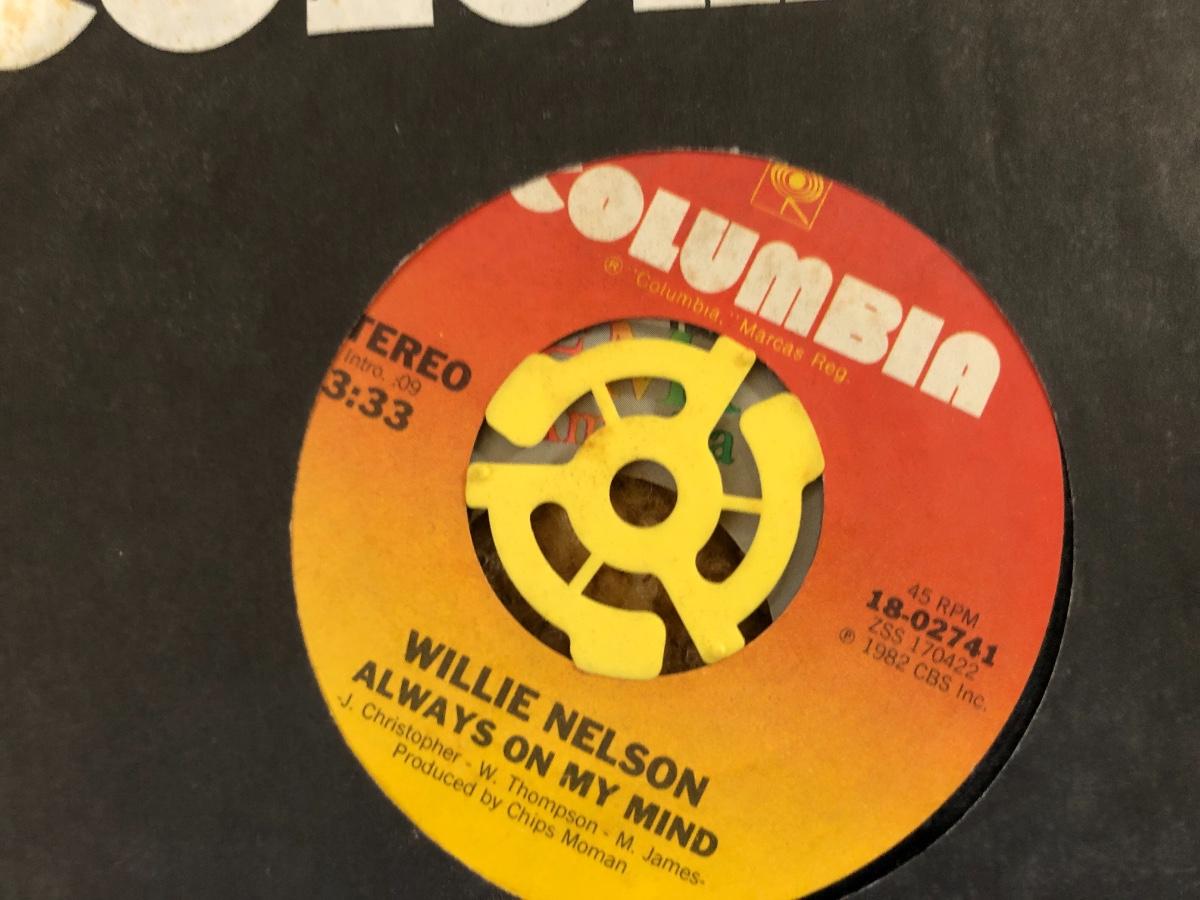 COLUMBIA
® "Columbia," Marcas Reg.
TEREO
Intro. :09
3:33
45 RPM
18-02741
ZSS 170422
℗ 1982 CBS Inc.
WILLIE NELSON
ALWAYS ON MY MIND
-J. Christopher - W. Thompson - M. James-
Produced by Chips Moman